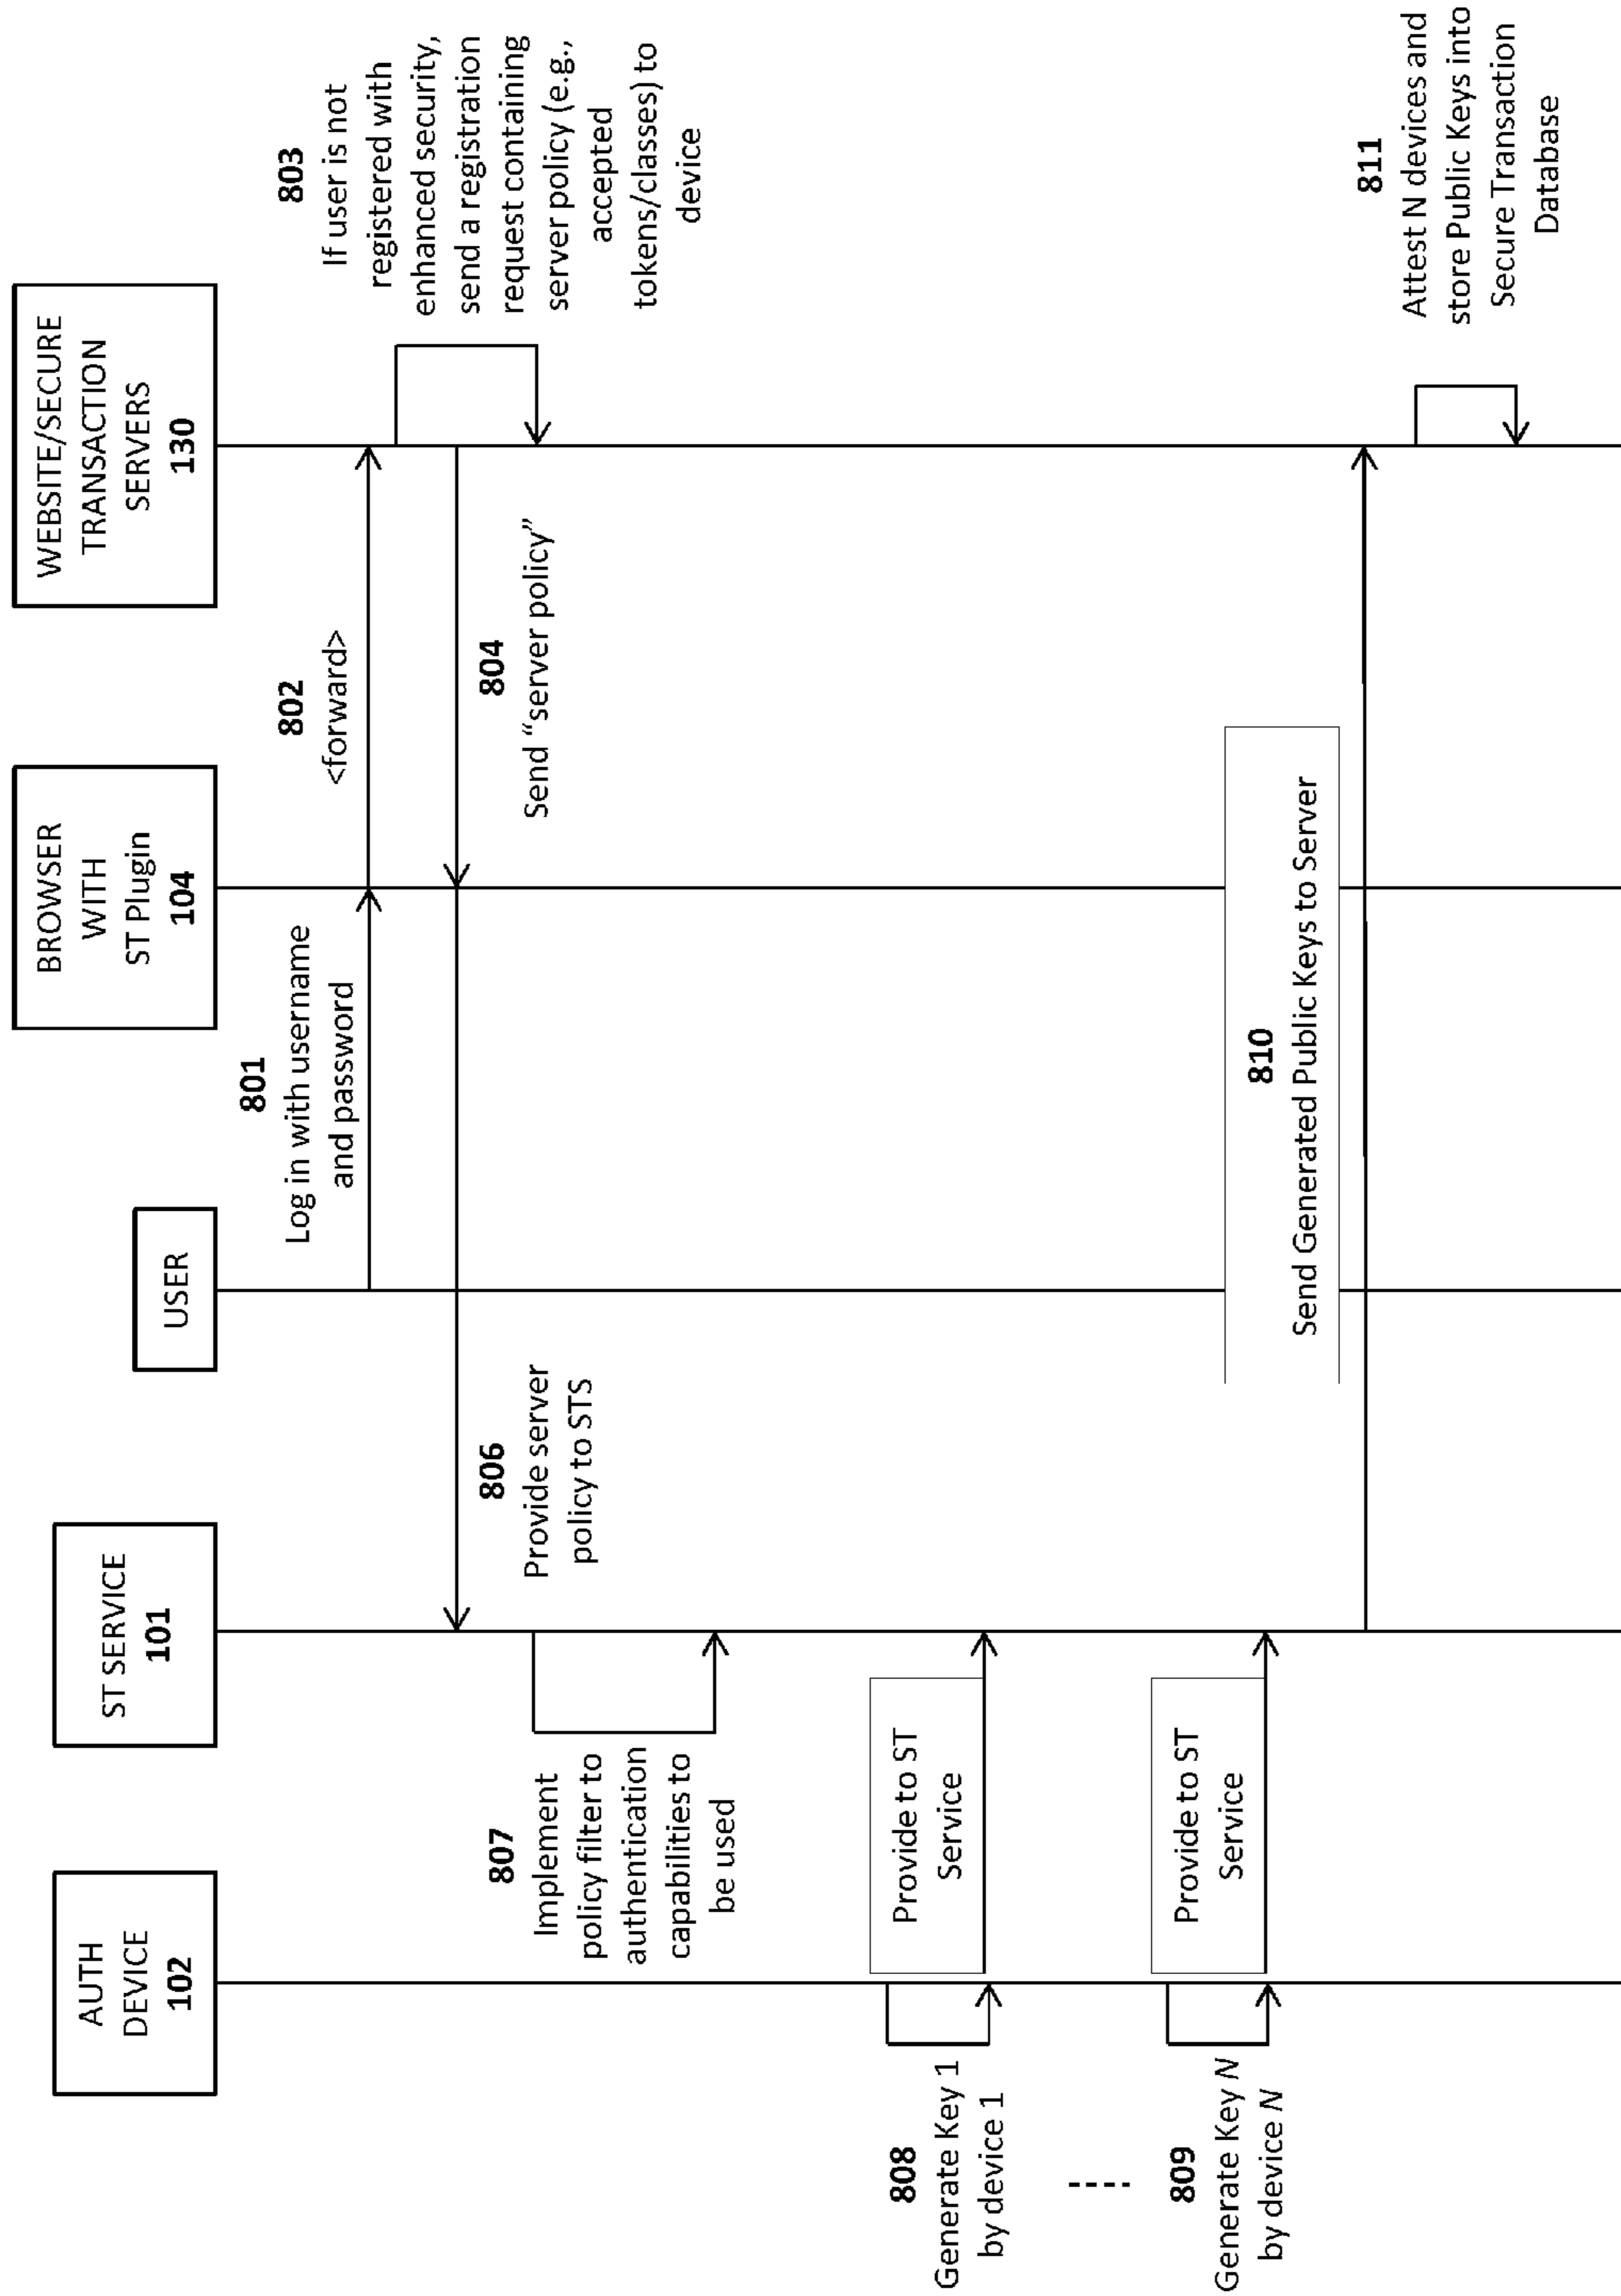 AUTH
DEVICE
102
ST SERVICE
101
USER
BROWSER
WITH
ST Plugin
104
WEBSITE/SECURE
TRANSACTION
SERVERS
130
801
Log in with username
and password
802
<forward>
803
If user is not
registered with
enhanced security,
send a registration
request containing
server policy (e.g.,
accepted
tokens/classes) to
device
804
Send “server policy”
806
Provide server
policy to STS
807
Implement
policy filter to
authentication
capabilities to
be used
808
Generate Key 1
by device 1
Provide to ST
Service
809
Generate Key N
by device N
Provide to ST
Service
810
Send Generated Public Keys to Server
811
Attest N devices and
store Public Keys into
Secure Transaction
Database